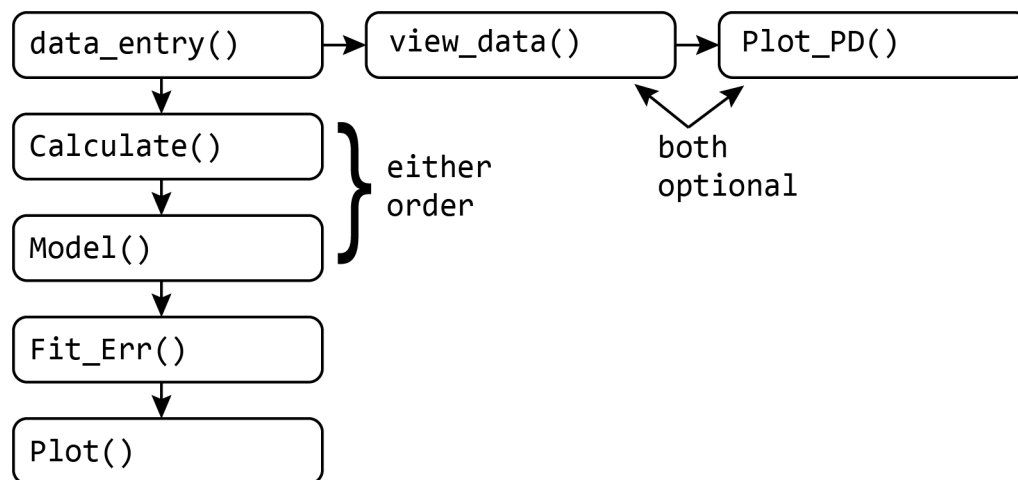 data_entry()
view_data()
Plot_PD()
Calculate()
either
order
both
optional
Model()
Fit_Err()
Plot()